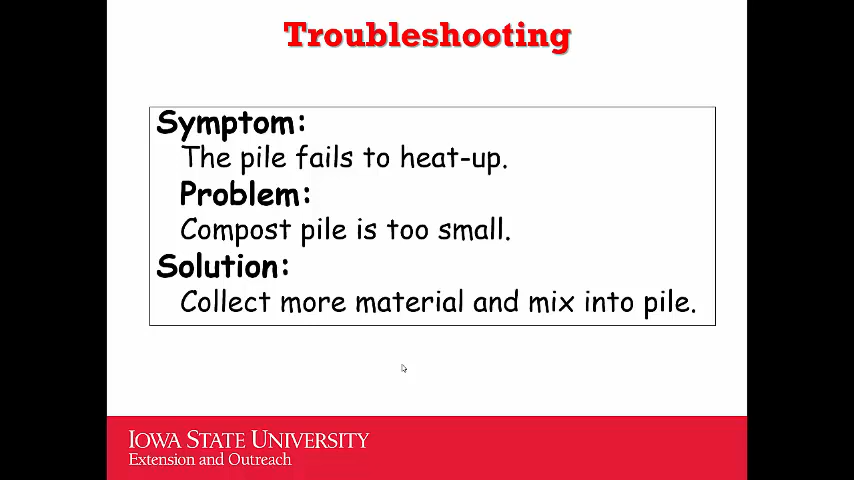 Troubleshooting
Symptom:
The pile fails to heat-up.
Problem:
Compost pile is too small.
Solution:
Collect more material and mix into pile.
IOWA STATE UNIVERSITY
Extension and Outreach